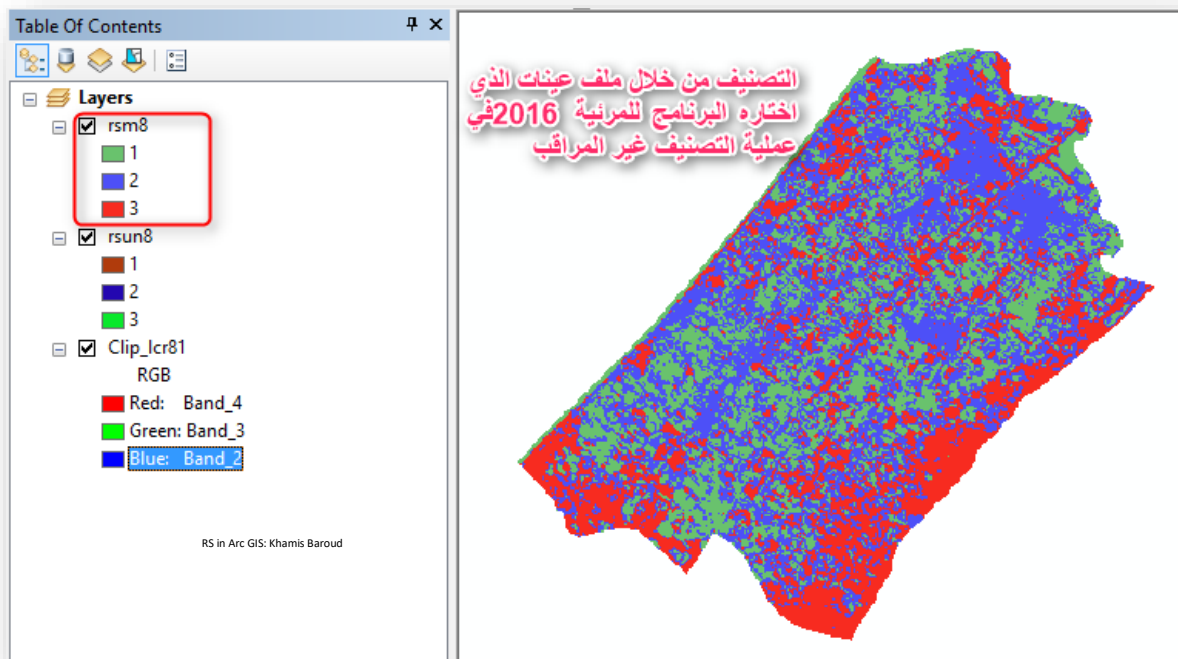 Table Of Contents
Layers
rsm8
1
2
3
rsun8
1
2
3
Clip_lcr81
RGB
Red: Band_4
Green: Band_3
Blue: Band_2
RS in Arc GIS: Khamis Baroud
التصنيف من خلال ملف عينات الذي
اختاره البرنامج للمرئية 2016في
عملية التصنيف غير المراقب